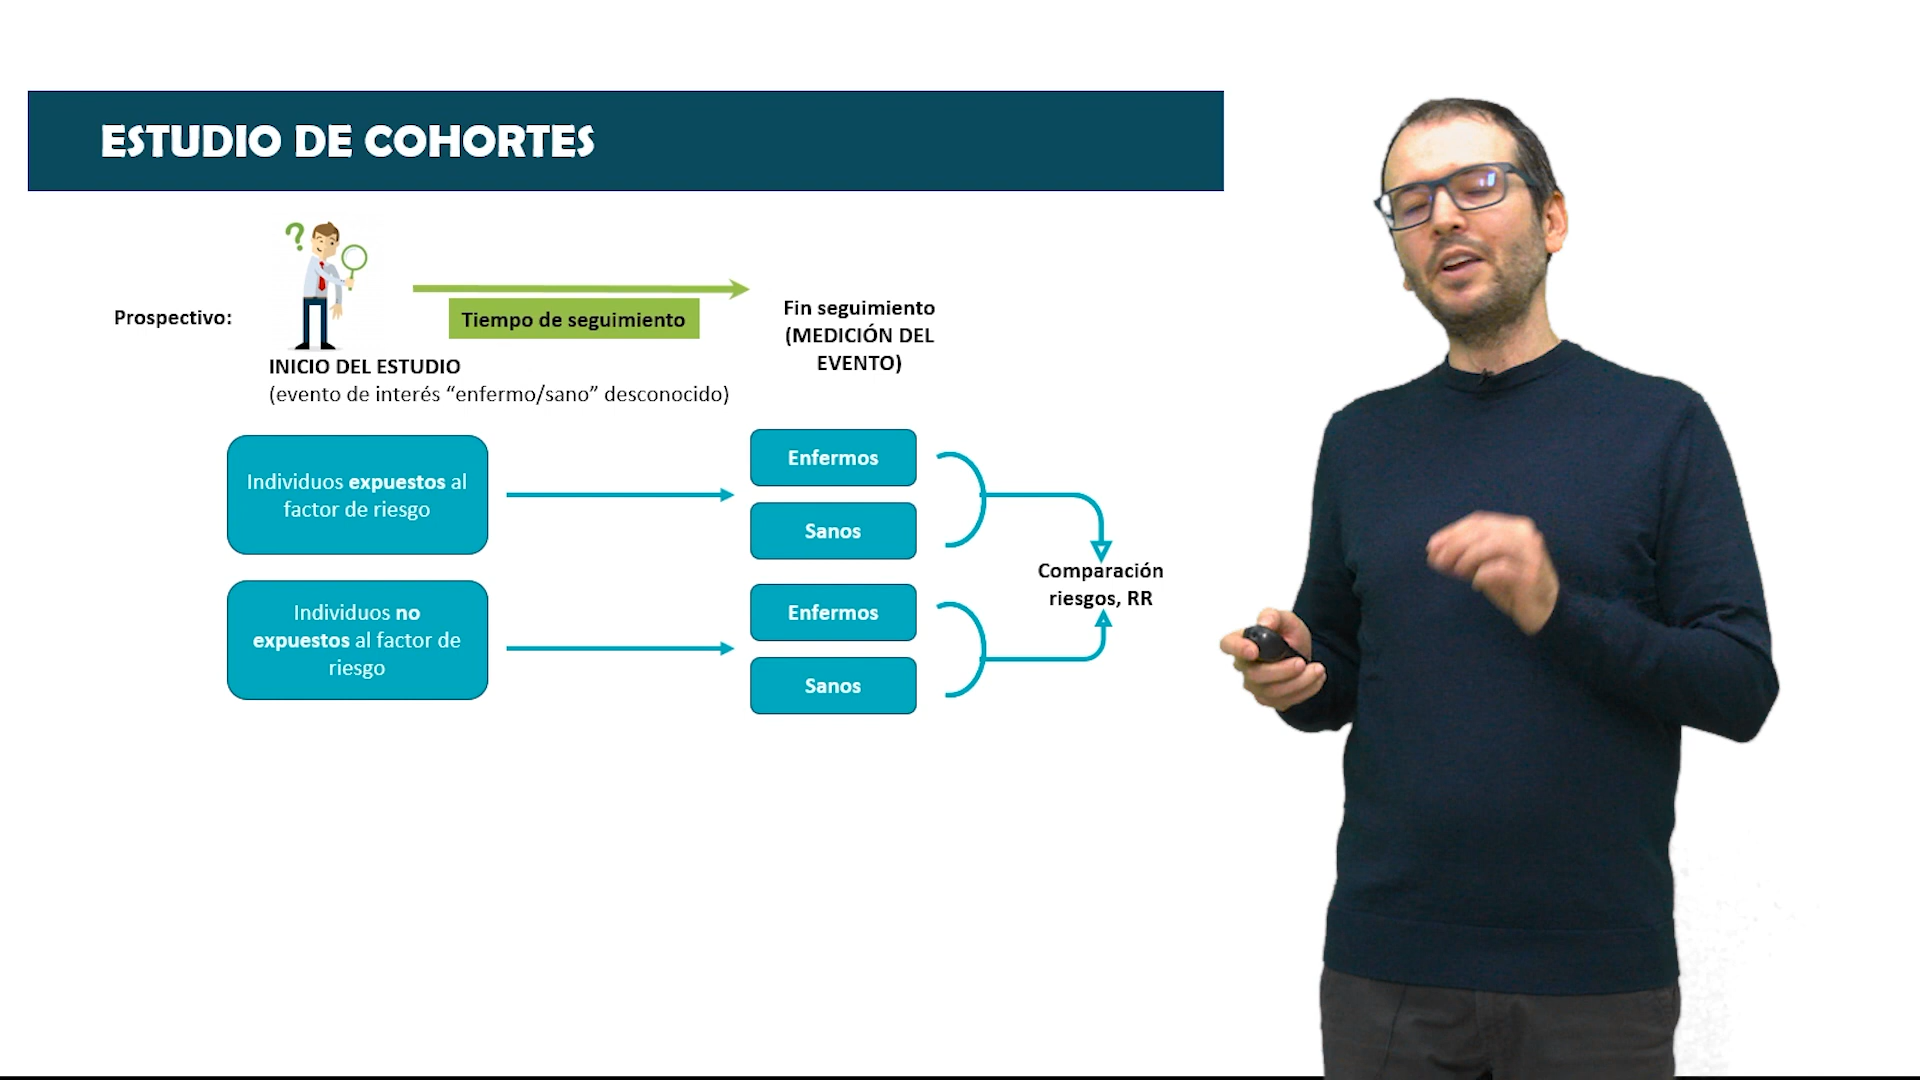 ESTUDIO DE COHORTES
?
Prospectivo:
Tiempo de seguimiento
Fin seguimiento
(MEDICIÓN DEL
EVENTO)
INICIO DEL ESTUDIO
(evento de interés “enfermo/sano” desconocido)
Individuos expuestos al
factor de riesgo
Enfermos
Sanos
Individuos no
expuestos al factor de
riesgo
Enfermos
Sanos
Comparación
riesgos, RR